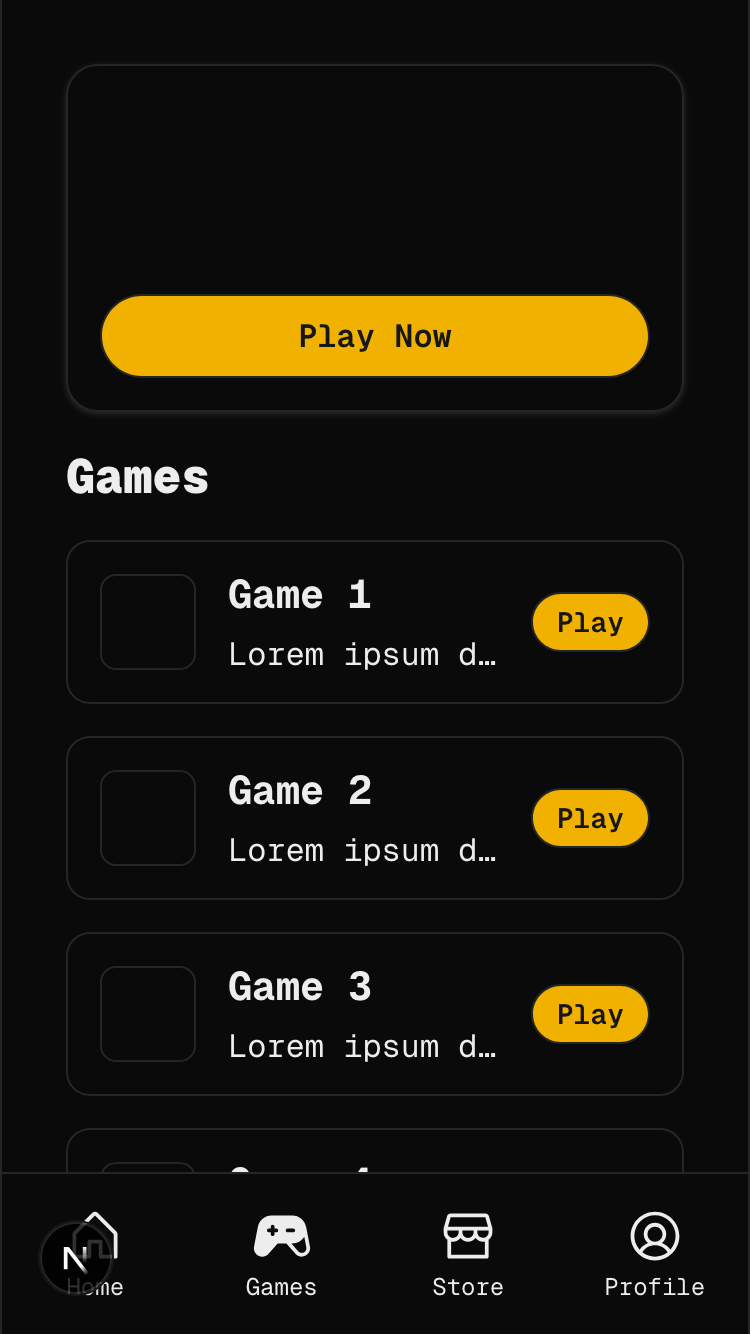 Play Now
Games
Game 1
Lorem ipsum d…
Play
Game 2
Lorem ipsum d…
Play
Game 3
Lorem ipsum d…
Play
N
Home
Games
Store
Profile